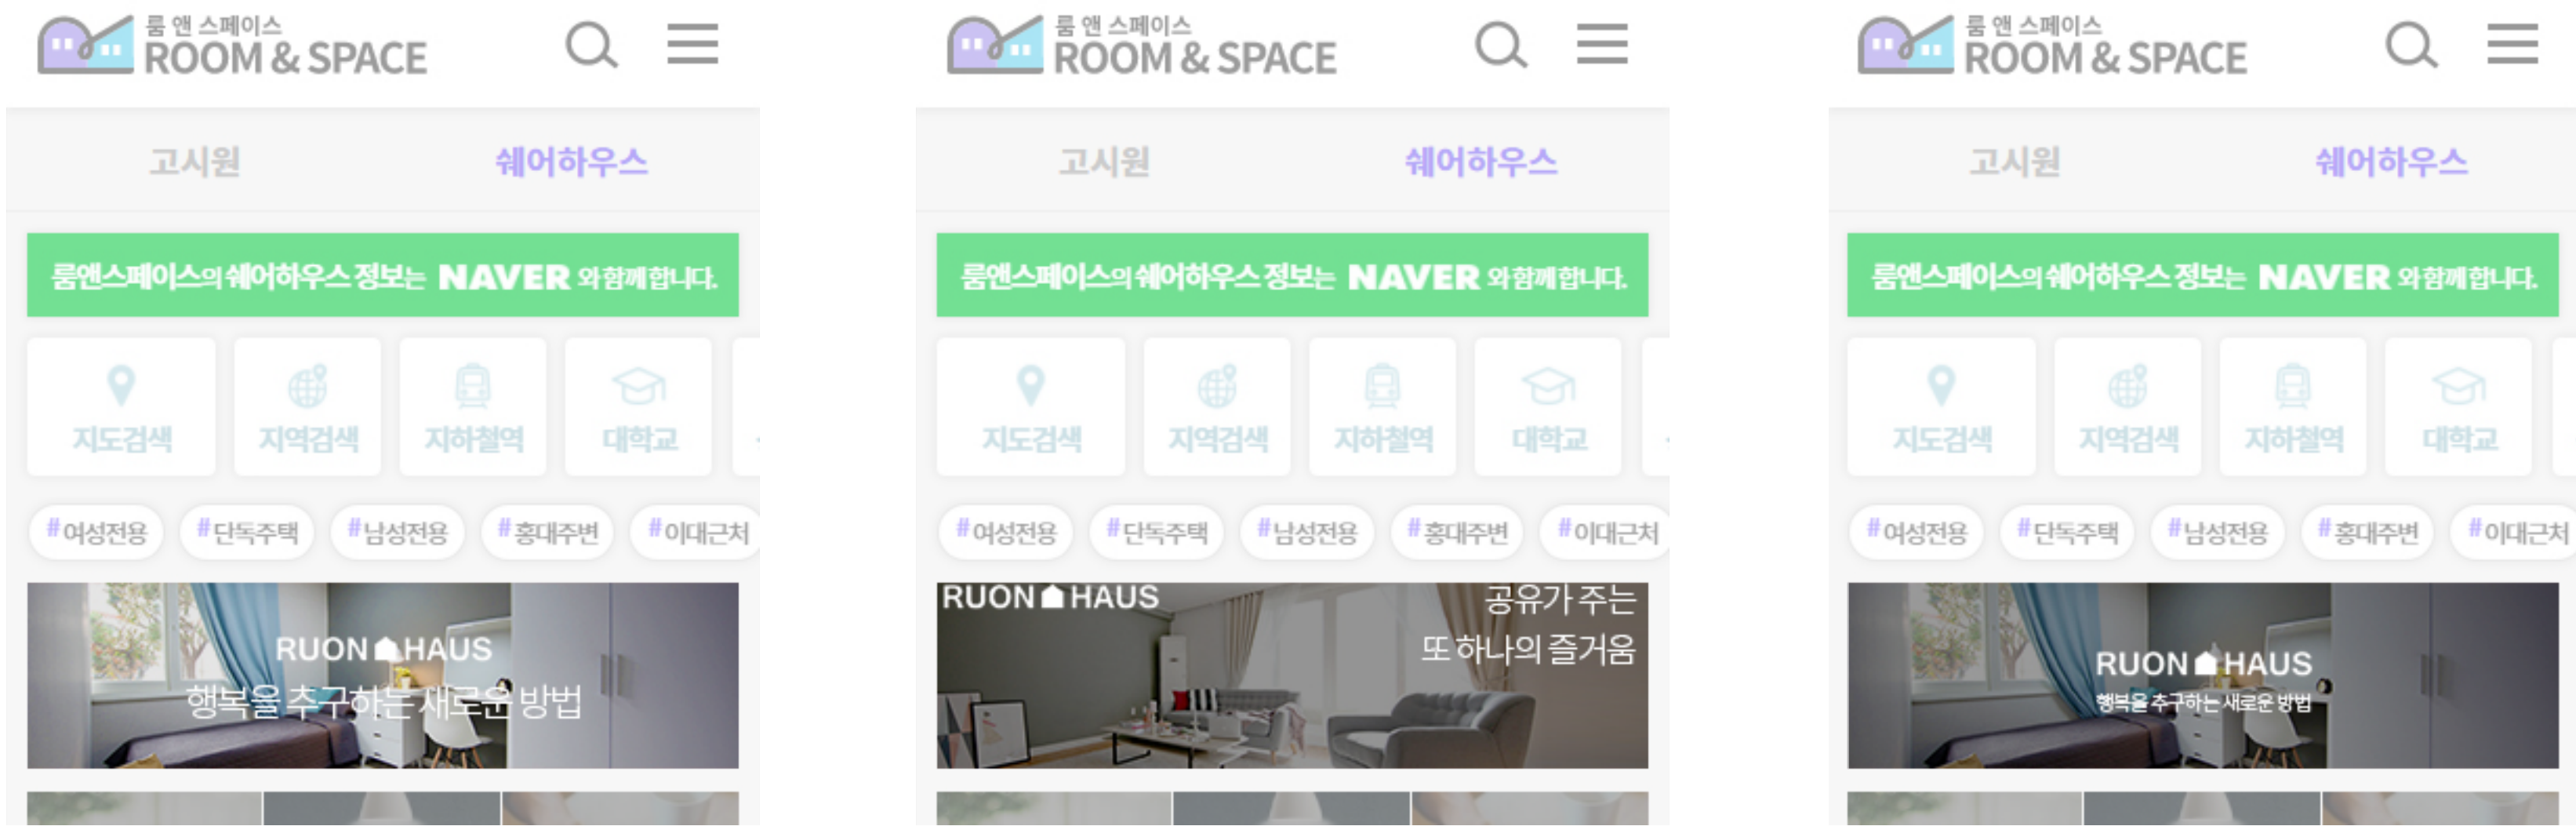 룸 앤 스페이스
ROOM & SPACE
고시원 쉐어하우스
룸앤스페이스의 쉐어하우스 정보는 NAVER 와 함께 합니다.
지도검색 지역검색 지하철역 대학교
#여성전용 #단독주택 #남성전용 #홍대주변 #이대근처
RUON HAUS
행복을 추구하는 새로운 방법
룸 앤 스페이스
ROOM & SPACE
고시원 쉐어하우스
룸앤스페이스의 쉐어하우스 정보는 NAVER 와 함께 합니다.
지도검색 지역검색 지하철역 대학교
#여성전용 #단독주택 #남성전용 #홍대주변 #이대근처
RUON HAUS
공유가 주는
또 하나의 즐거움
룸 앤 스페이스
ROOM & SPACE
고시원 쉐어하우스
룸앤스페이스의 쉐어하우스 정보는 NAVER 와 함께 합니다.
지도검색 지역검색 지하철역 대학교
#여성전용 #단독주택 #남성전용 #홍대주변 #이대근처
RUON HAUS
행복을 추구하는 새로운 방법